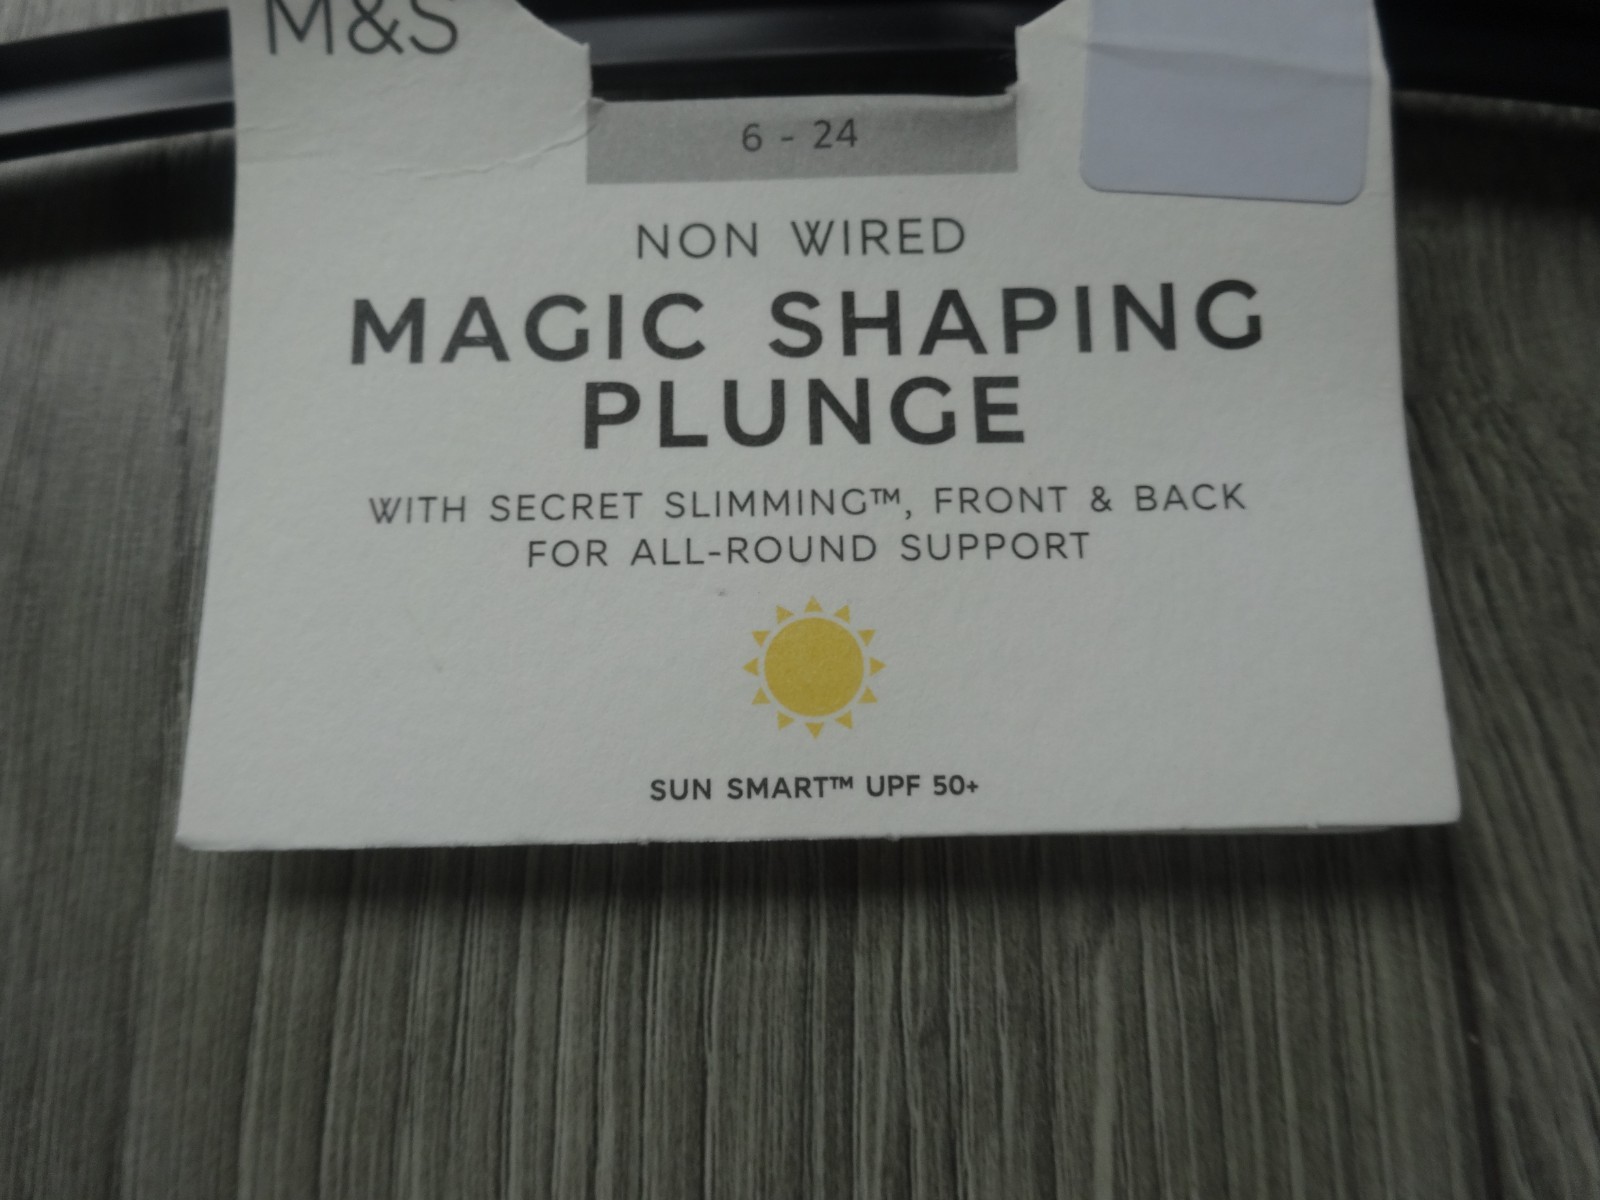 M&S
6 - 24
NON WIRED
MAGIC SHAPING
PLUNGE
WITH SECRET SLIMMING™, FRONT & BACK
FOR ALL-ROUND SUPPORT
SUN SMART™ UPF 50+